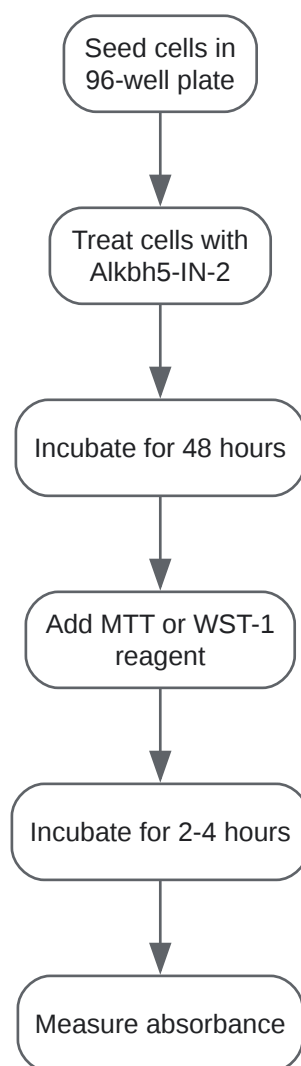 Seed cells in
96-well plate
Treat cells with
Alkbh5-IN-2
Incubate for 48 hours
Add MTT or WST-1
reagent
Incubate for 2-4 hours
Measure absorbance